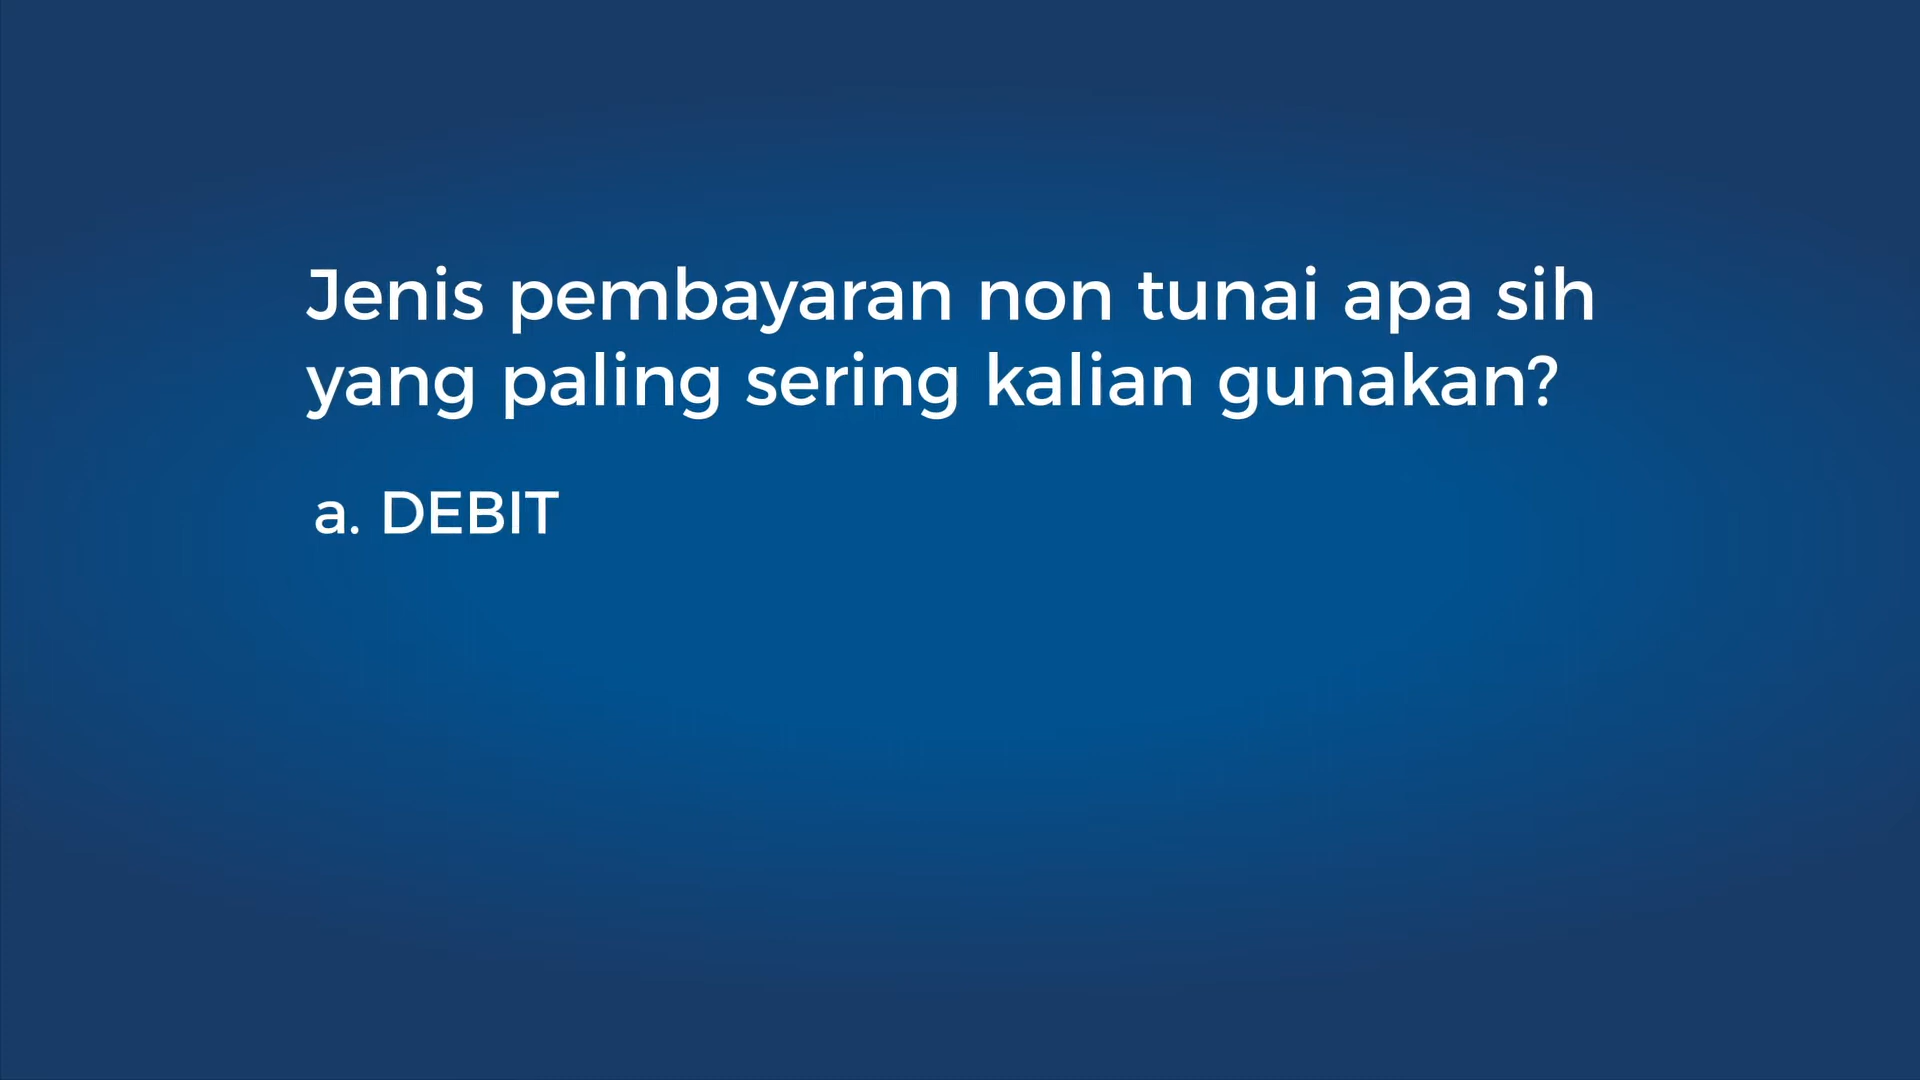 Jenis pembayaran non tunai apa sih
yang paling sering kalian gunakan?
a. DEBIT